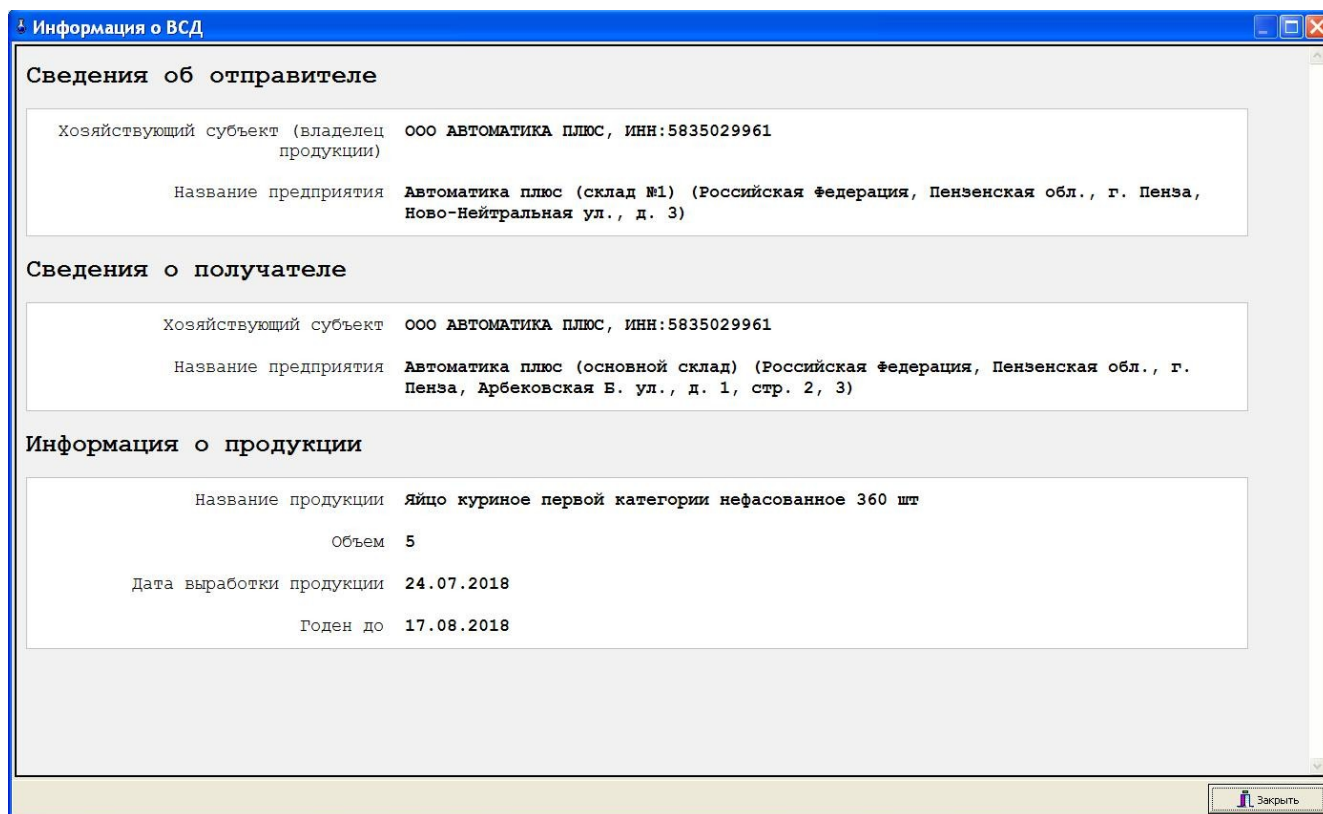 Информация о ВСД
Сведения об отправителе
Хозяйствующий субъект (владелец ООО АВТОМАТИКА ПЛЮС, ИНН:5835029961
продукции)
Название предприятия Автоматика плюс (склад №1) (Российская Федерация, Пензенская обл., г. Пенза,
Ново-Нейтральная ул., д. 3)
Сведения о получателе
Хозяйствующий субъект ООО АВТОМАТИКА ПЛЮС, ИНН:5835029961
Название предприятия Автоматика плюс (основной склад) (Российская Федерация, Пензенская обл., г.
Пенза, Арбековская Б. ул., д. 1, стр. 2, 3)
Информация о продукции
Название продукции Яйцо куриное первой категории нефасованное 360 шт
Объем 5
Дата выработки продукции 24.07.2018
Годен до 17.08.2018
Закрыть